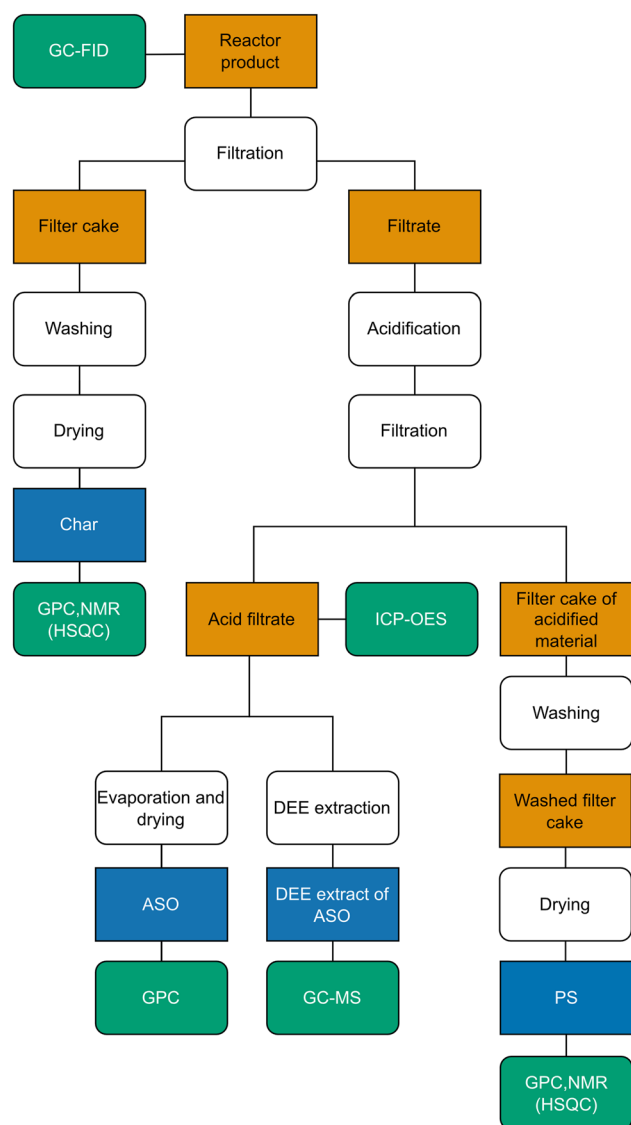 GC-FID
Reactor
product
Filtration
Filter cake
Filtrate
Washing
Acidification
Drying
Filtration
Char
GPC,NMR
(HSQC)
Acid filtrate
ICP-OES
Filter cake of
acidified
material
Washing
Evaporation and
drying
DEE extraction
Washed filter
cake
ASO
DEE extract of
ASO
Drying
GPC
GC-MS
PS
GPC,NMR
(HSQC)